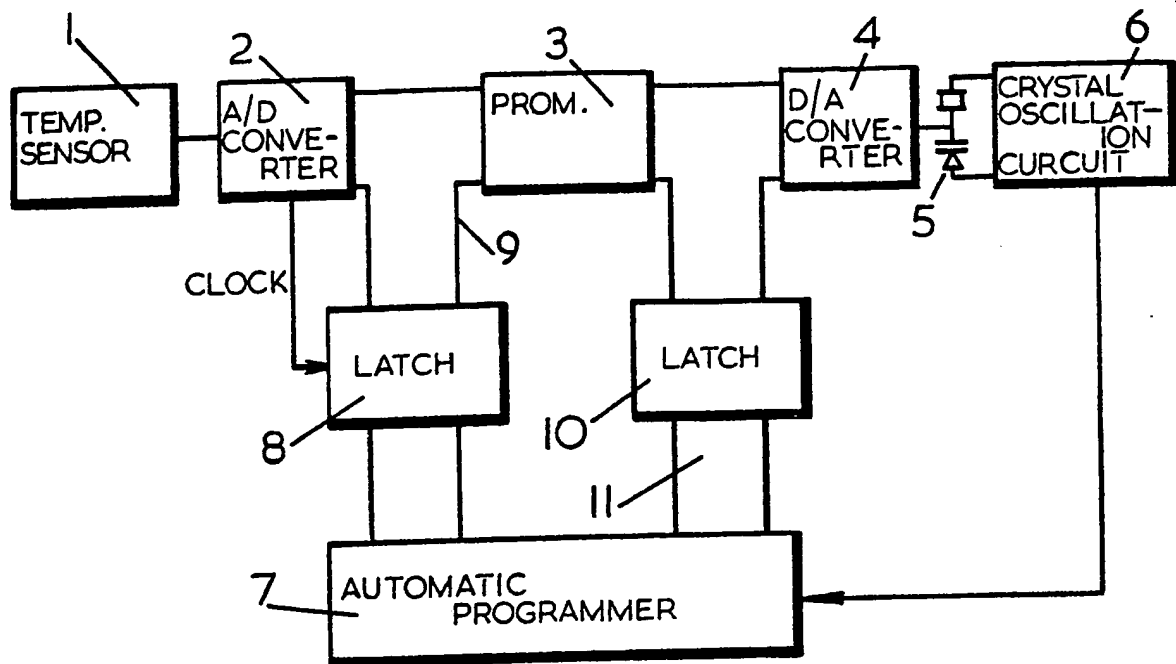 1
2
3
4
6
TEMP.
SENSOR
A/D
CONVE-
RTER
PROM.
D/A
CONVE-
RTER
CRYSTAL
OSCILLAT-
ION
CURCUIT
5
9
CLOCK
LATCH
LATCH
8
10
11
7
AUTOMATIC
PROGRAMMER